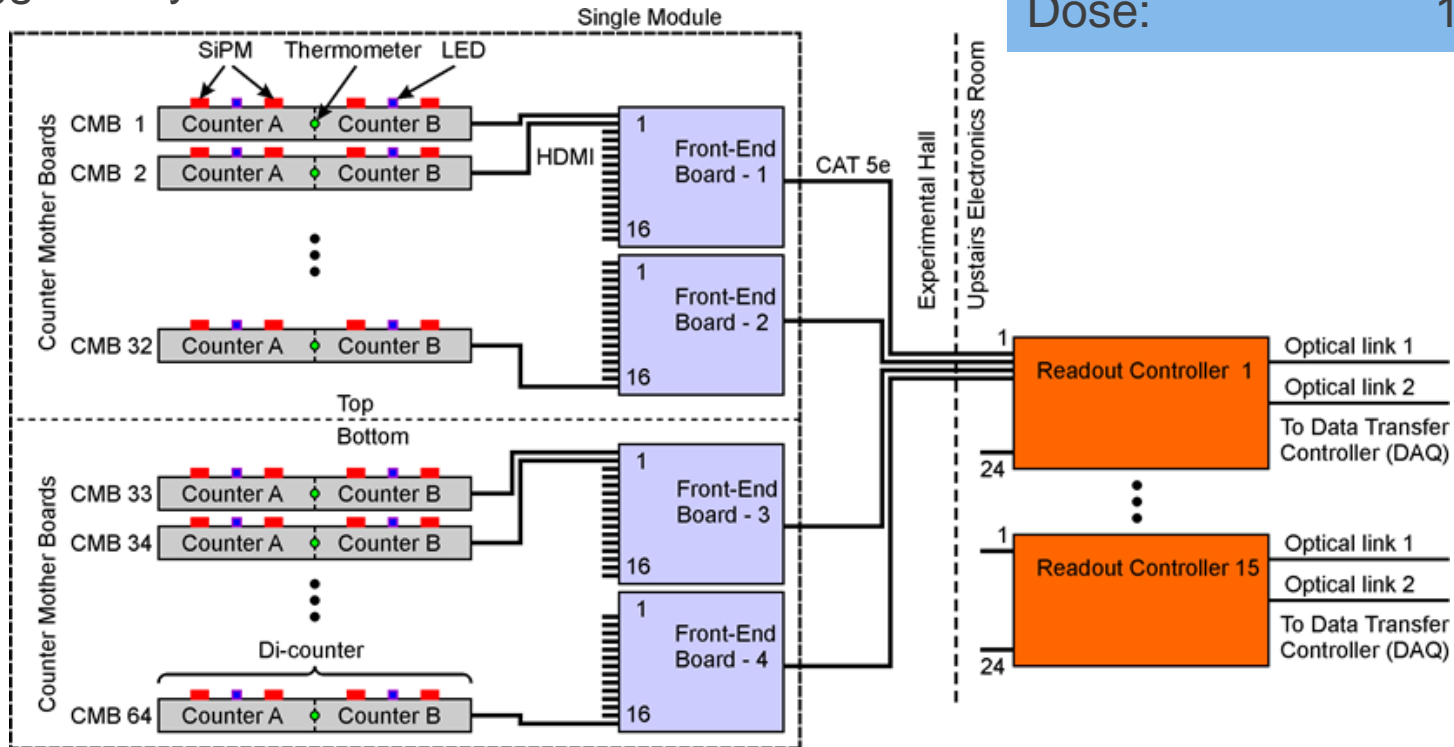 Single Module
Dose:
SiPM Thermometer LED
Counter Mother Boards
CMB 1 Counter A Counter B
CMB 2 Counter A Counter B
CMB 32 Counter A Counter B
HDMI
1
Front-End
Board - 1
16
1
Front-End
Board - 2
16
CAT 5e
Experimental Hall
Upstairs Electronics Room
Top
Bottom
Counter Mother Boards
CMB 33 Counter A Counter B
CMB 34 Counter A Counter B
Di-counter
CMB 64 Counter A Counter B
1
Front-End
Board - 3
16
1
Front-End
Board - 4
16
1
Readout Controller 1
24
Optical link 1
Optical link 2
To Data Transfer
Controller (DAQ)
1
Readout Controller 15
24
Optical link 1
Optical link 2
To Data Transfer
Controller (DAQ)